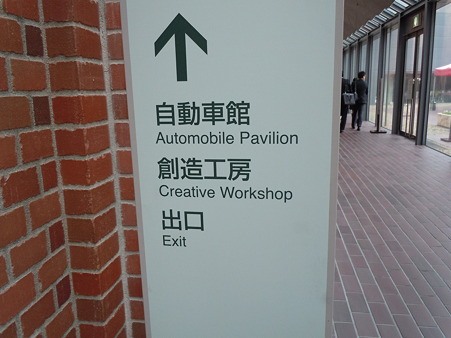 自動車館
Automobile Pavilion
創造工房
Creative Workshop
出口
Exit